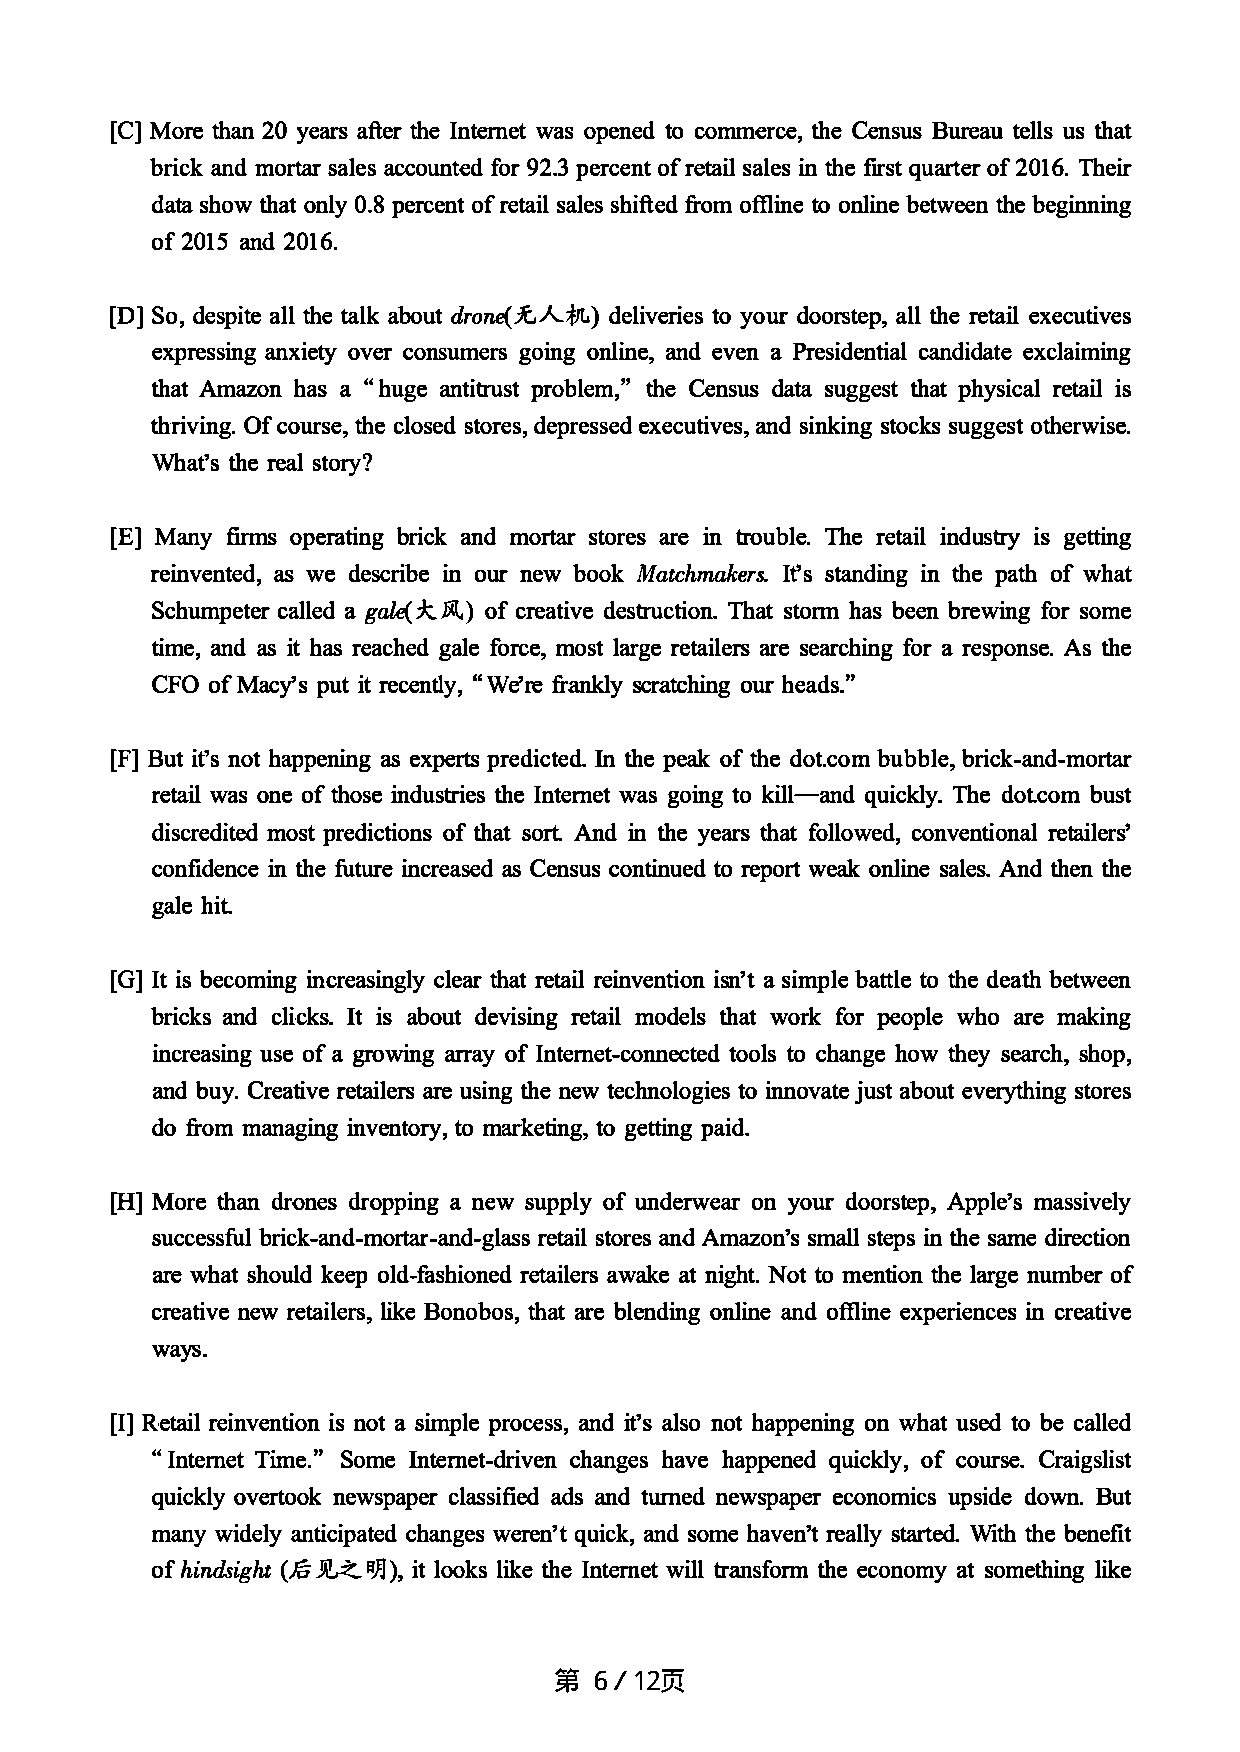 [C] More than 20 years after the Internet was opened to commerce, the Census Bureau tells us that
brick and mortar sales accounted for 92.3 percent of retail sales in the first quarter of 2016. Their
data show that only 0.8 percent of retail sales shifted from offline to online between the beginning
of 2015 and 2016.
[D] So, despite all the talk about drone(无人机) deliveries to your doorstep, all the retail executives
expressing anxiety over consumers going online, and even a Presidential candidate exclaiming
that Amazon has a “huge antitrust problem,” the Census data suggest that physical retail is
thriving. Of course, the closed stores, depressed executives, and sinking stocks suggest otherwise.
What’s the real story?
[E] Many firms operating brick and mortar stores are in trouble. The retail industry is getting
reinvented, as we describe in our new book Matchmakers. It’s standing in the path of what
Schumpeter called a gale(大风) of creative destruction. That storm has been brewing for some
time, and as it has reached gale force, most large retailers are searching for a response. As the
CFO of Macy’s put it recently, “We’re frankly scratching our heads.”
[F] But it’s not happening as experts predicted. In the peak of the dot.com bubble, brick-and-mortar
retail was one of those industries the Internet was going to kill—and quickly. The dot.com bust
discredited most predictions of that sort. And in the years that followed, conventional retailers’
confidence in the future increased as Census continued to report weak online sales. And then the
gale hit.
[G] It is becoming increasingly clear that retail reinvention isn’t a simple battle to the death between
bricks and clicks. It is about devising retail models that work for people who are making
increasing use of a growing array of Internet-connected tools to change how they search, shop,
and buy. Creative retailers are using the new technologies to innovate just about everything stores
do from managing inventory, to marketing, to getting paid.
[H] More than drones dropping a new supply of underwear on your doorstep, Apple’s massively
successful brick-and-mortar-and-glass retail stores and Amazon’s small steps in the same direction
are what should keep old-fashioned retailers awake at night. Not to mention the large number of
creative new retailers, like Bonobos, that are blending online and offline experiences in creative
ways.
[I] Retail reinvention is not a simple process, and it’s also not happening on what used to be called
“Internet Time.” Some Internet-driven changes have happened quickly, of course. Craigslist
quickly overtook newspaper classified ads and turned newspaper economics upside down. But
many widely anticipated changes weren’t quick, and some haven’t really started. With the benefit
of hindsight (后见之明), it looks like the Internet will transform the economy at something like
第 6 / 12页